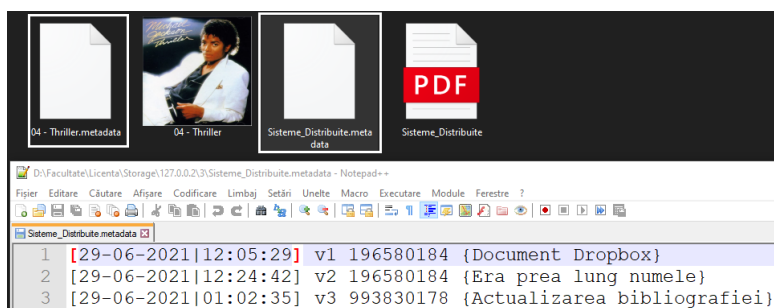 Michael
Jackson
Thriller
PDF
04 - Thriller.metadata
04 - Thriller
Sisteme_Distribuite.meta
data
Sisteme_Distribuite
D:\Facultate\Licenta\Storage\127.0.0.2\3\Sisteme_Distribuite.metadata - Notepad++
Fișier Editare Căutare Afișare Codificare Limbaj Setări Unelte Macro Executare Module Ferestre ?
Sisteme_Distribuite.metadata
1 [29-06-2021|12:05:29] v1 196580184 {Document Dropbox}
2 [29-06-2021|12:24:42] v2 196580184 {Era prea lung numele}
3 [29-06-2021|01:02:35] v3 993830178 {Actualizarea bibliografiei}